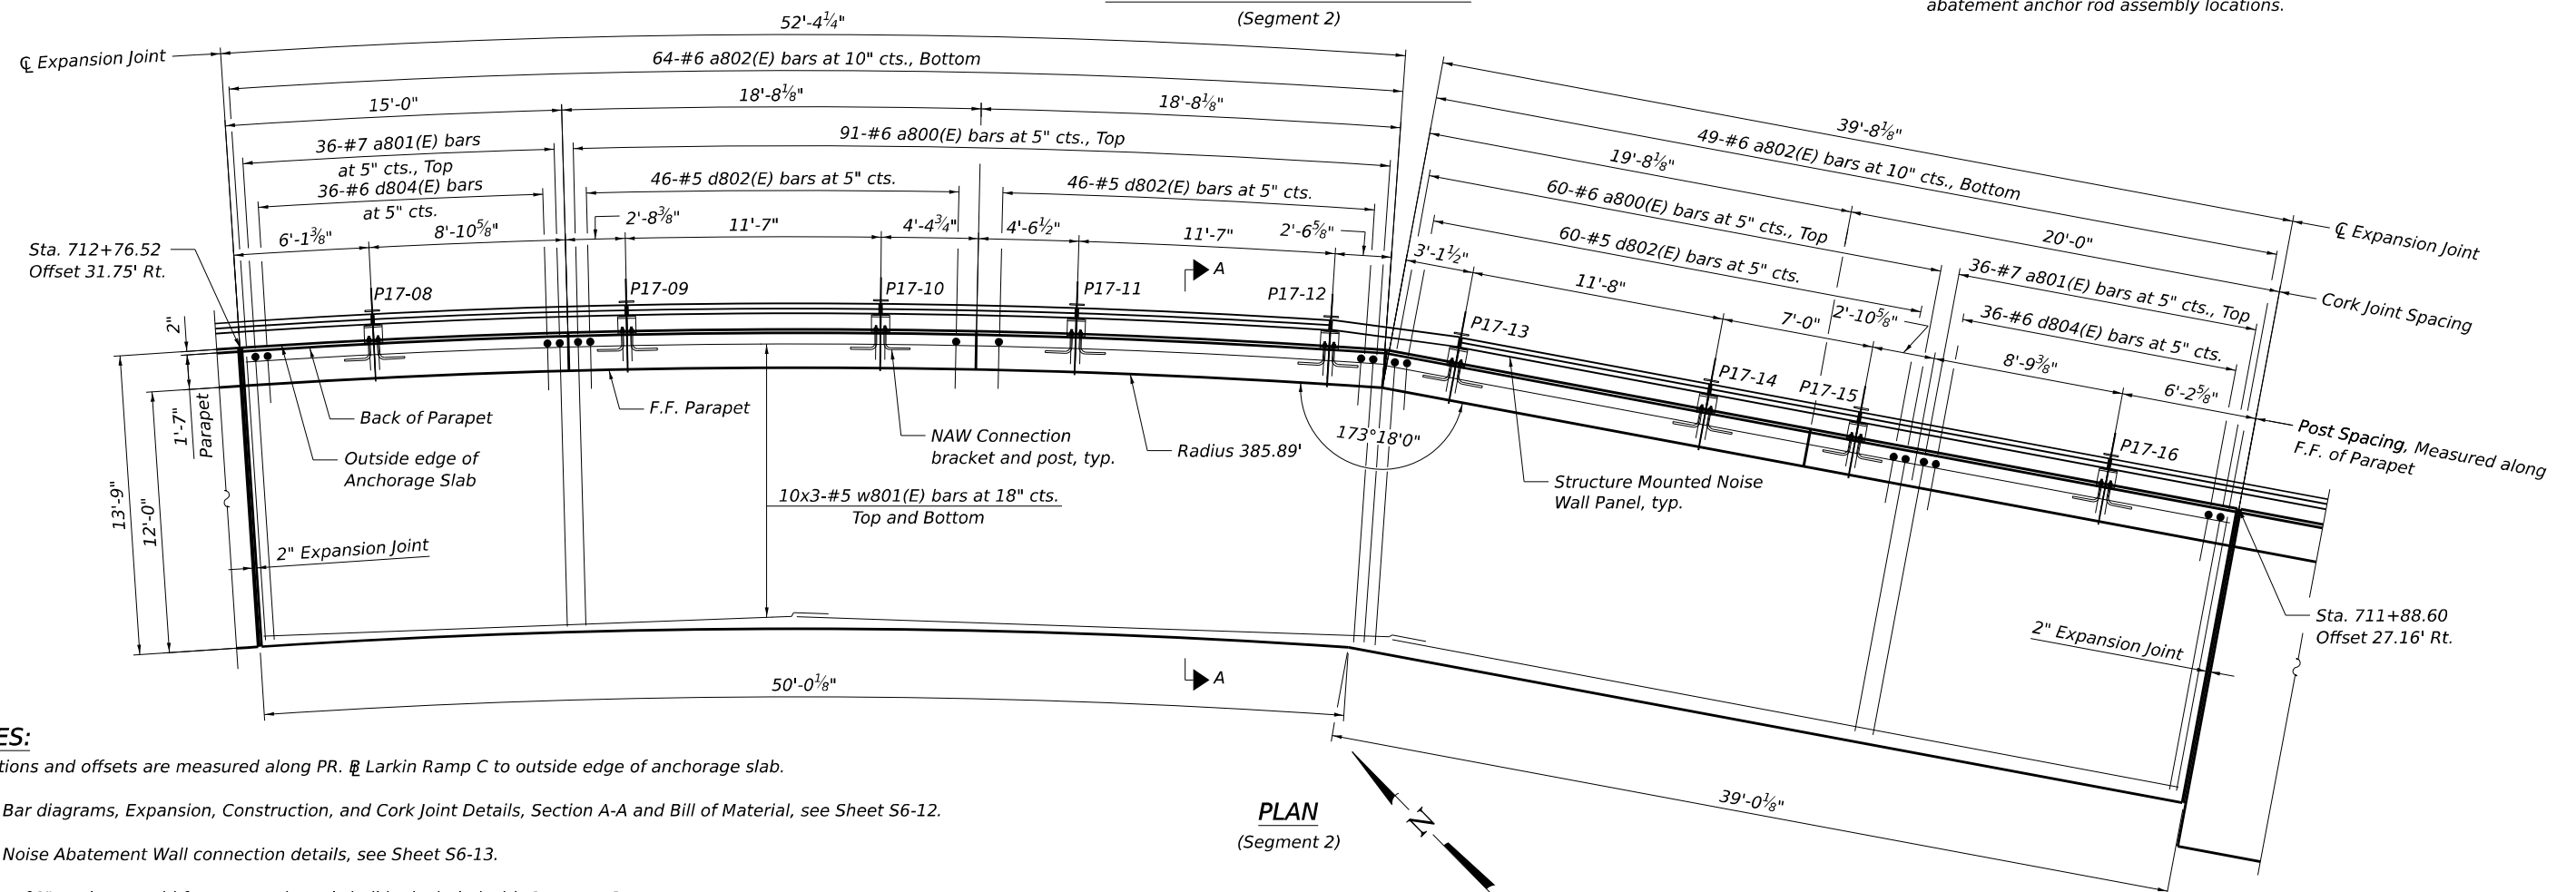 (Segment 2)
abatement anchor rod assembly locations.
52'-4¼"
℄ Expansion Joint
64-#6 a802(E) bars at 10" cts., Bottom
15'-0"
18'-8⅛"
18'-8⅛"
36-#7 a801(E) bars
at 5" cts., Top
91-#6 a800(E) bars at 5" cts., Top
36-#6 d804(E) bars
at 5" cts.
46-#5 d802(E) bars at 5" cts.
46-#5 d802(E) bars at 5" cts.
6'-1⅜"
8'-10⅝"
2'-8⅜"
11'-7"
4'-4¾"
4'-6½"
11'-7"
2'-6⅝"
39'-8⅛"
49-#6 a802(E) bars at 10" cts., Bottom
19'-8⅛"
20'-0"
60-#6 a800(E) bars at 5" cts., Top
60-#5 d802(E) bars at 5" cts.
36-#7 a801(E) bars at 5" cts., Top
36-#6 d804(E) bars at 5" cts.
3'-1½"
11'-8"
7'-0"
2'-10⅝"
8'-9⅜"
6'-2⅝"
℄ Expansion Joint
Cork Joint Spacing
Post Spacing, Measured along
F.F. of Parapet
Sta. 712+76.52
Offset 31.75' Rt.
P17-08
P17-09
P17-10
P17-11
P17-12
P17-13
P17-14
P17-15
P17-16
A
2"
1'-7"
Parapet
13'-9"
12'-0"
Back of Parapet
Outside edge of
Anchorage Slab
F.F. Parapet
NAW Connection
bracket and post, typ.
Radius 385.89'
173°18'0"
Structure Mounted Noise
Wall Panel, typ.
10x3-#5 w801(E) bars at 18" cts.
Top and Bottom
2" Expansion Joint
2" Expansion Joint
Sta. 711+88.60
Offset 27.16' Rt.
A
50'-0⅛"
39'-0⅛"
PLAN
(Segment 2)
N
ES:
tions and offsets are measured along PR. ⅊ Larkin Ramp C to outside edge of anchorage slab.
Bar diagrams, Expansion, Construction, and Cork Joint Details, Section A-A and Bill of Material, see Sheet S6-12.
Noise Abatement Wall connection details, see Sheet S6-13.